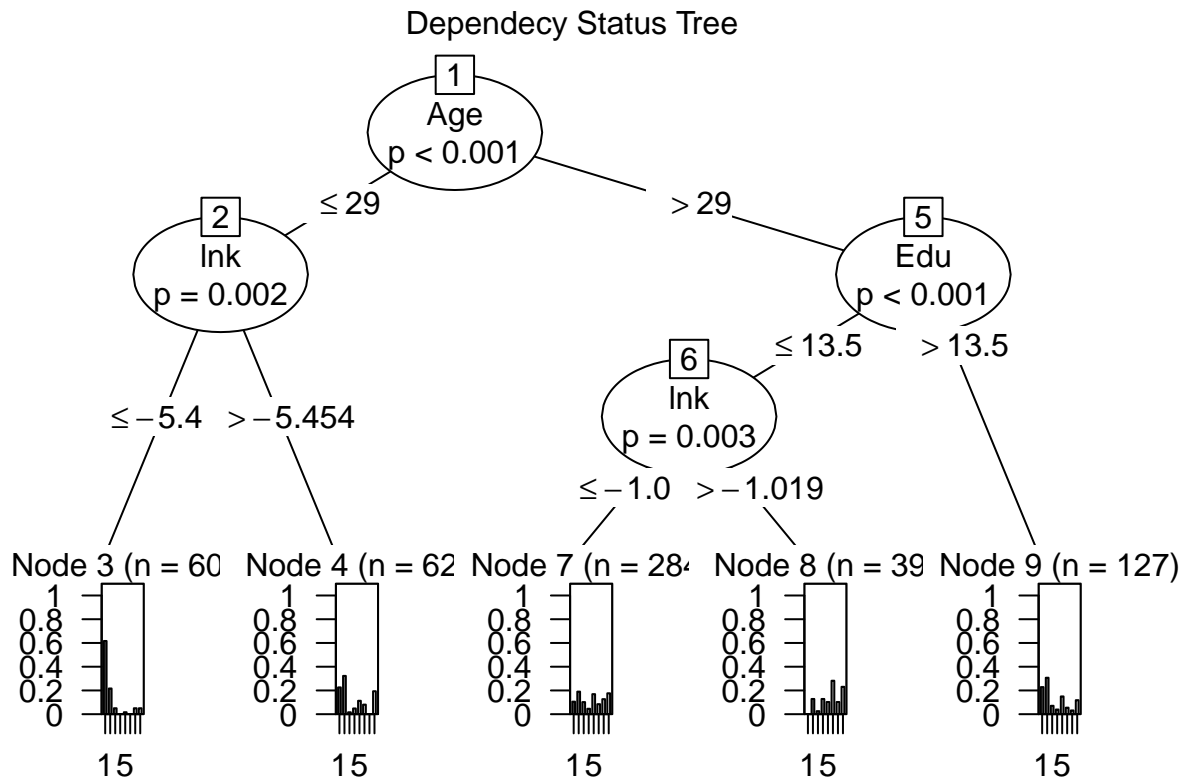 Dependecy Status Tree
1
Age
p < 0.001
≤ 29
> 29
2
lnk
p = 0.002
5
Edu
p < 0.001
≤ 13.5
> 13.5
6
lnk
p = 0.003
≤ −5.4
> −5.454
≤ −1.0
> −1.019
Node 3 (n = 60
Node 4 (n = 62
Node 7 (n = 284
Node 8 (n = 39
Node 9 (n = 127)
1 1 1 1 1
0.8 0.8 0.8 0.8 0.8
0.6 0.6 0.6 0.6 0.6
0.4 0.4 0.4 0.4 0.4
0.2 0.2 0.2 0.2 0.2
0 0 0 0 0
15 15 15 15 15